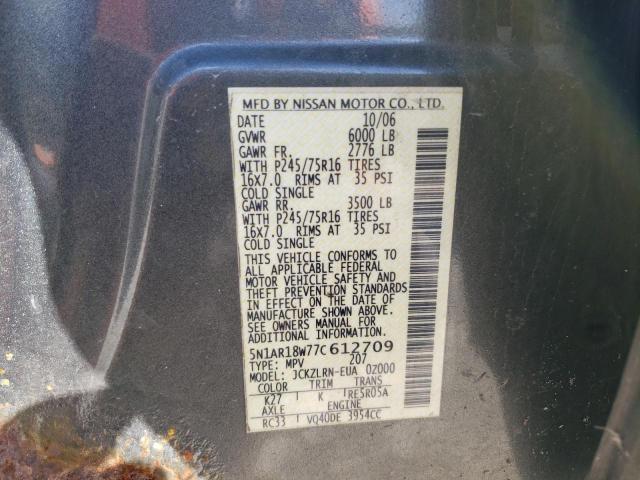 MFD BY NISSAN MOTOR CO., LTD.
DATE 10/06
GVWR 6000 LB
GAWR FR. 2776 LB
WITH P245/75R16 TIRES
16X7.0 RIMS AT 35 PSI
COLD SINGLE
GAWR RR. 3500 LB
WITH P245/75R16 TIRES
16X7.0 RIMS AT 35 PSI
COLD SINGLE
THIS VEHICLE CONFORMS TO
ALL APPLICABLE FEDERAL
MOTOR VEHICLE SAFETY AND
THEFT PREVENTION STANDARDS
IN EFFECT ON THE DATE OF
MANUFACTURE SHOWN ABOVE.
SEE OWNERS MANUAL FOR
ADDITIONAL INFORMATION.
5N1AR18W77C612709
TYPE: MPV 207
MODEL: JCKZLRN-EUA 0Z000
COLOR TRIM TRANS
K27 K RE5R05A
AXLE ENGINE
RC33 VQ40DE 3954CC